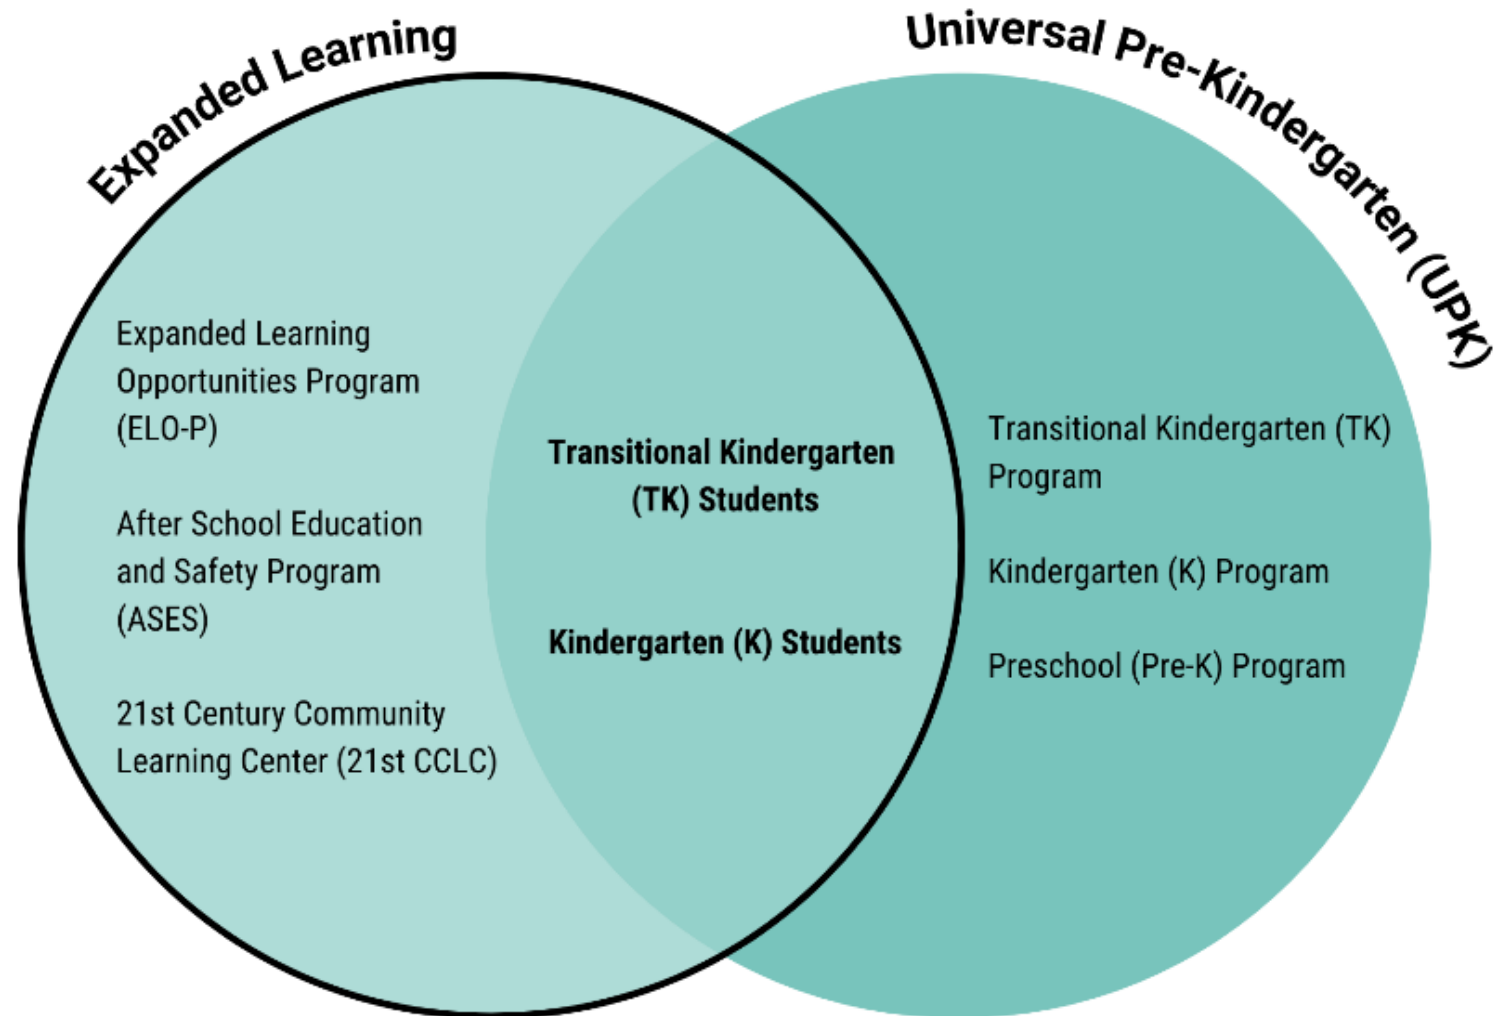 Expanded Learning
Universal Pre-Kindergarten (UPK)
Expanded Learning
Opportunities Program
(ELO-P)
After School Education
and Safety Program
(ASES)
21st Century Community
Learning Center (21st CCLC)
Transitional Kindergarten
(TK) Students
Kindergarten (K) Students
Transitional Kindergarten (TK)
Program
Kindergarten (K) Program
Preschool (Pre-K) Program